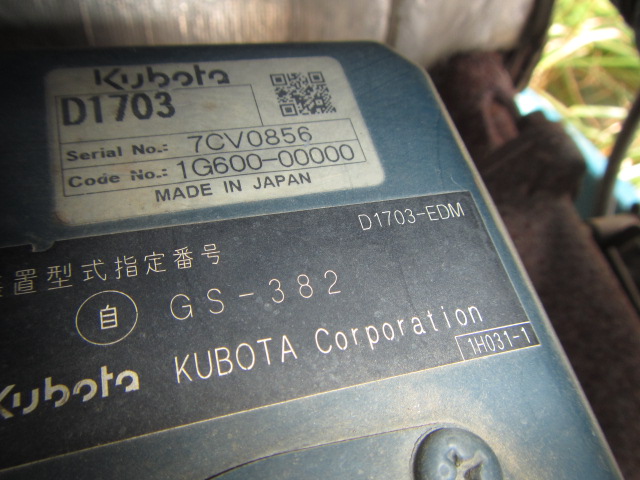 Kubota
D1703
Serial No.: 7CV0856
Code No.: 1G600-00000
MADE IN JAPAN
D1703-EDM
置型式指定番号
自 GS-382
Kubota KUBOTA Corporation
1H031-1